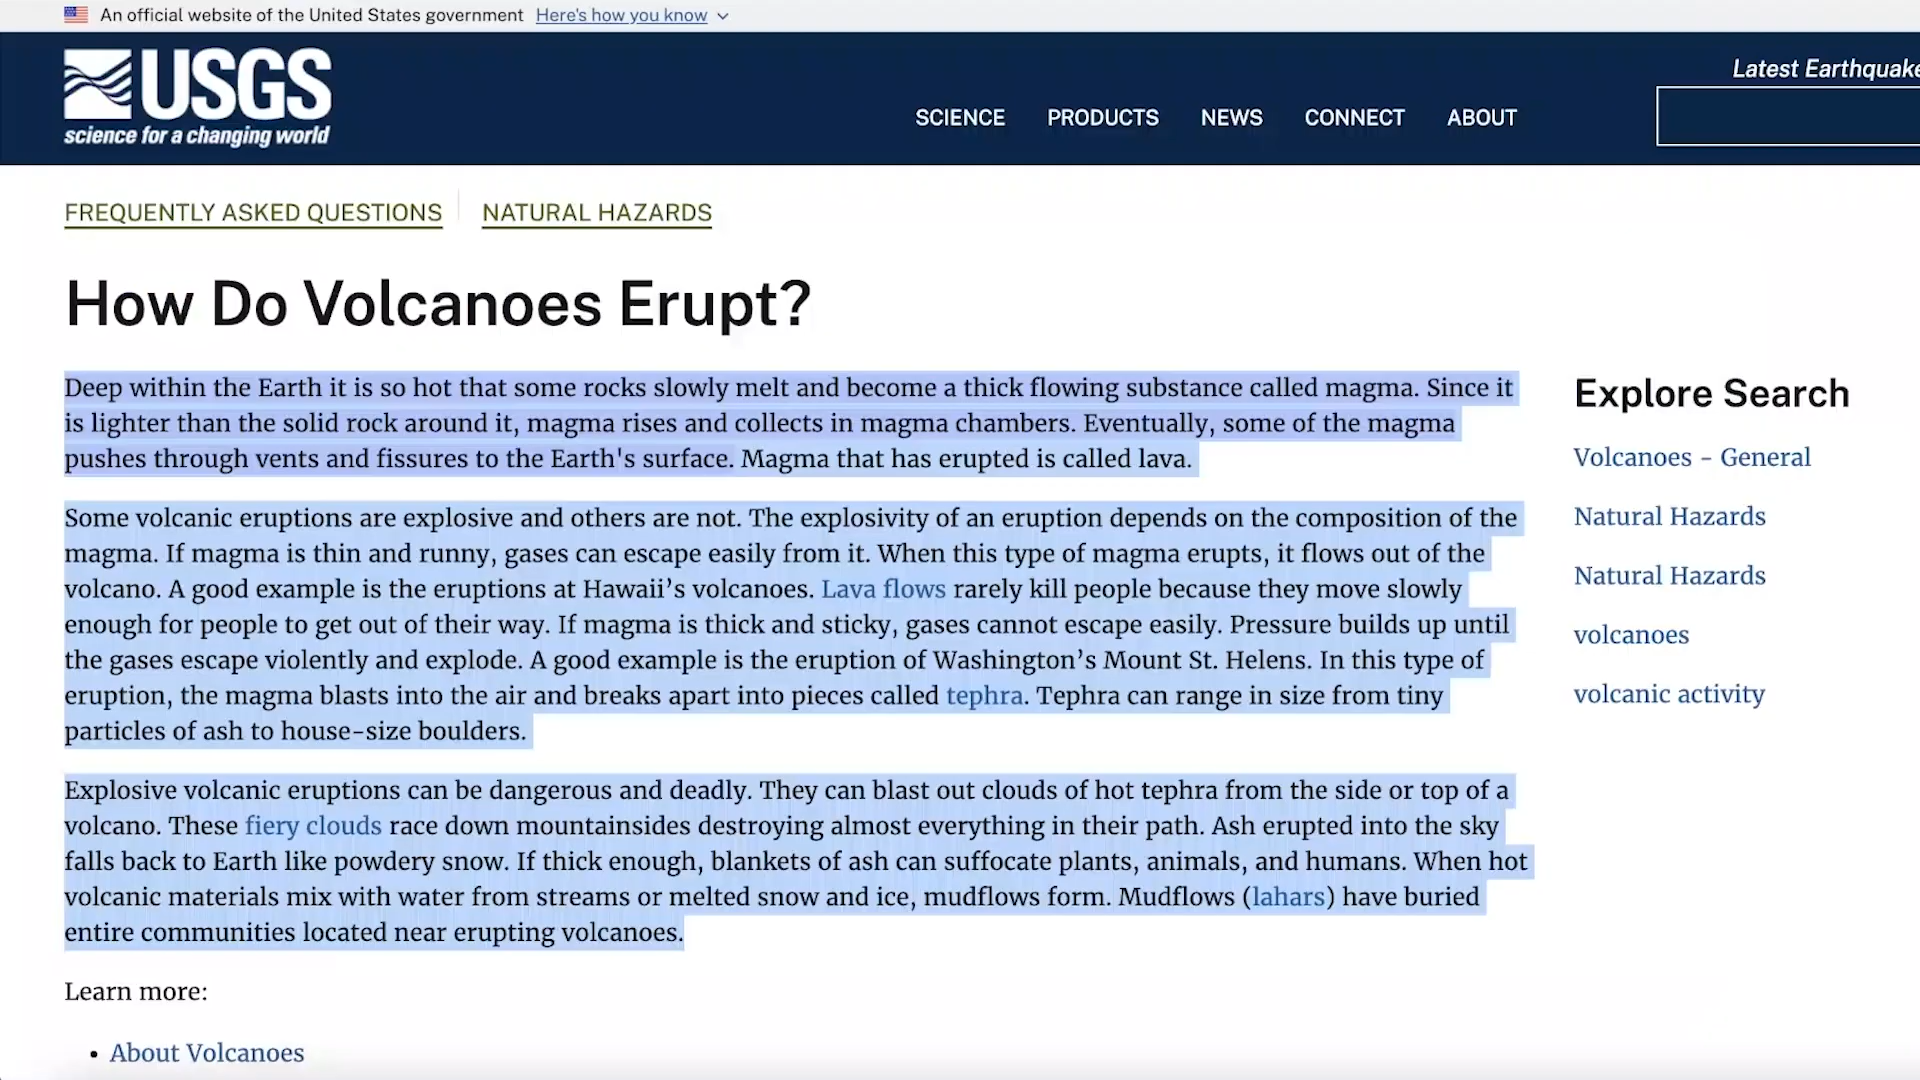 An official website of the United States government Here's how you know
USGS
science for a changing world
SCIENCE PRODUCTS NEWS CONNECT ABOUT
Latest Earthquake
FREQUENTLY ASKED QUESTIONS NATURAL HAZARDS
How Do Volcanoes Erupt?
Deep within the Earth it is so hot that some rocks slowly melt and become a thick flowing substance called magma. Since it
is lighter than the solid rock around it, magma rises and collects in magma chambers. Eventually, some of the magma
pushes through vents and fissures to the Earth's surface. Magma that has erupted is called lava.
Some volcanic eruptions are explosive and others are not. The explosivity of an eruption depends on the composition of the
magma. If magma is thin and runny, gases can escape easily from it. When this type of magma erupts, it flows out of the
volcano. A good example is the eruptions at Hawaii’s volcanoes. Lava flows rarely kill people because they move slowly
enough for people to get out of their way. If magma is thick and sticky, gases cannot escape easily. Pressure builds up until
the gases escape violently and explode. A good example is the eruption of Washington’s Mount St. Helens. In this type of
eruption, the magma blasts into the air and breaks apart into pieces called tephra. Tephra can range in size from tiny
particles of ash to house-size boulders.
Explosive volcanic eruptions can be dangerous and deadly. They can blast out clouds of hot tephra from the side or top of a
volcano. These fiery clouds race down mountainsides destroying almost everything in their path. Ash erupted into the sky
falls back to Earth like powdery snow. If thick enough, blankets of ash can suffocate plants, animals, and humans. When hot
volcanic materials mix with water from streams or melted snow and ice, mudflows form. Mudflows (lahars) have buried
entire communities located near erupting volcanoes.
Learn more:
• About Volcanoes
Explore Search
Volcanoes - General
Natural Hazards
Natural Hazards
volcanoes
volcanic activity